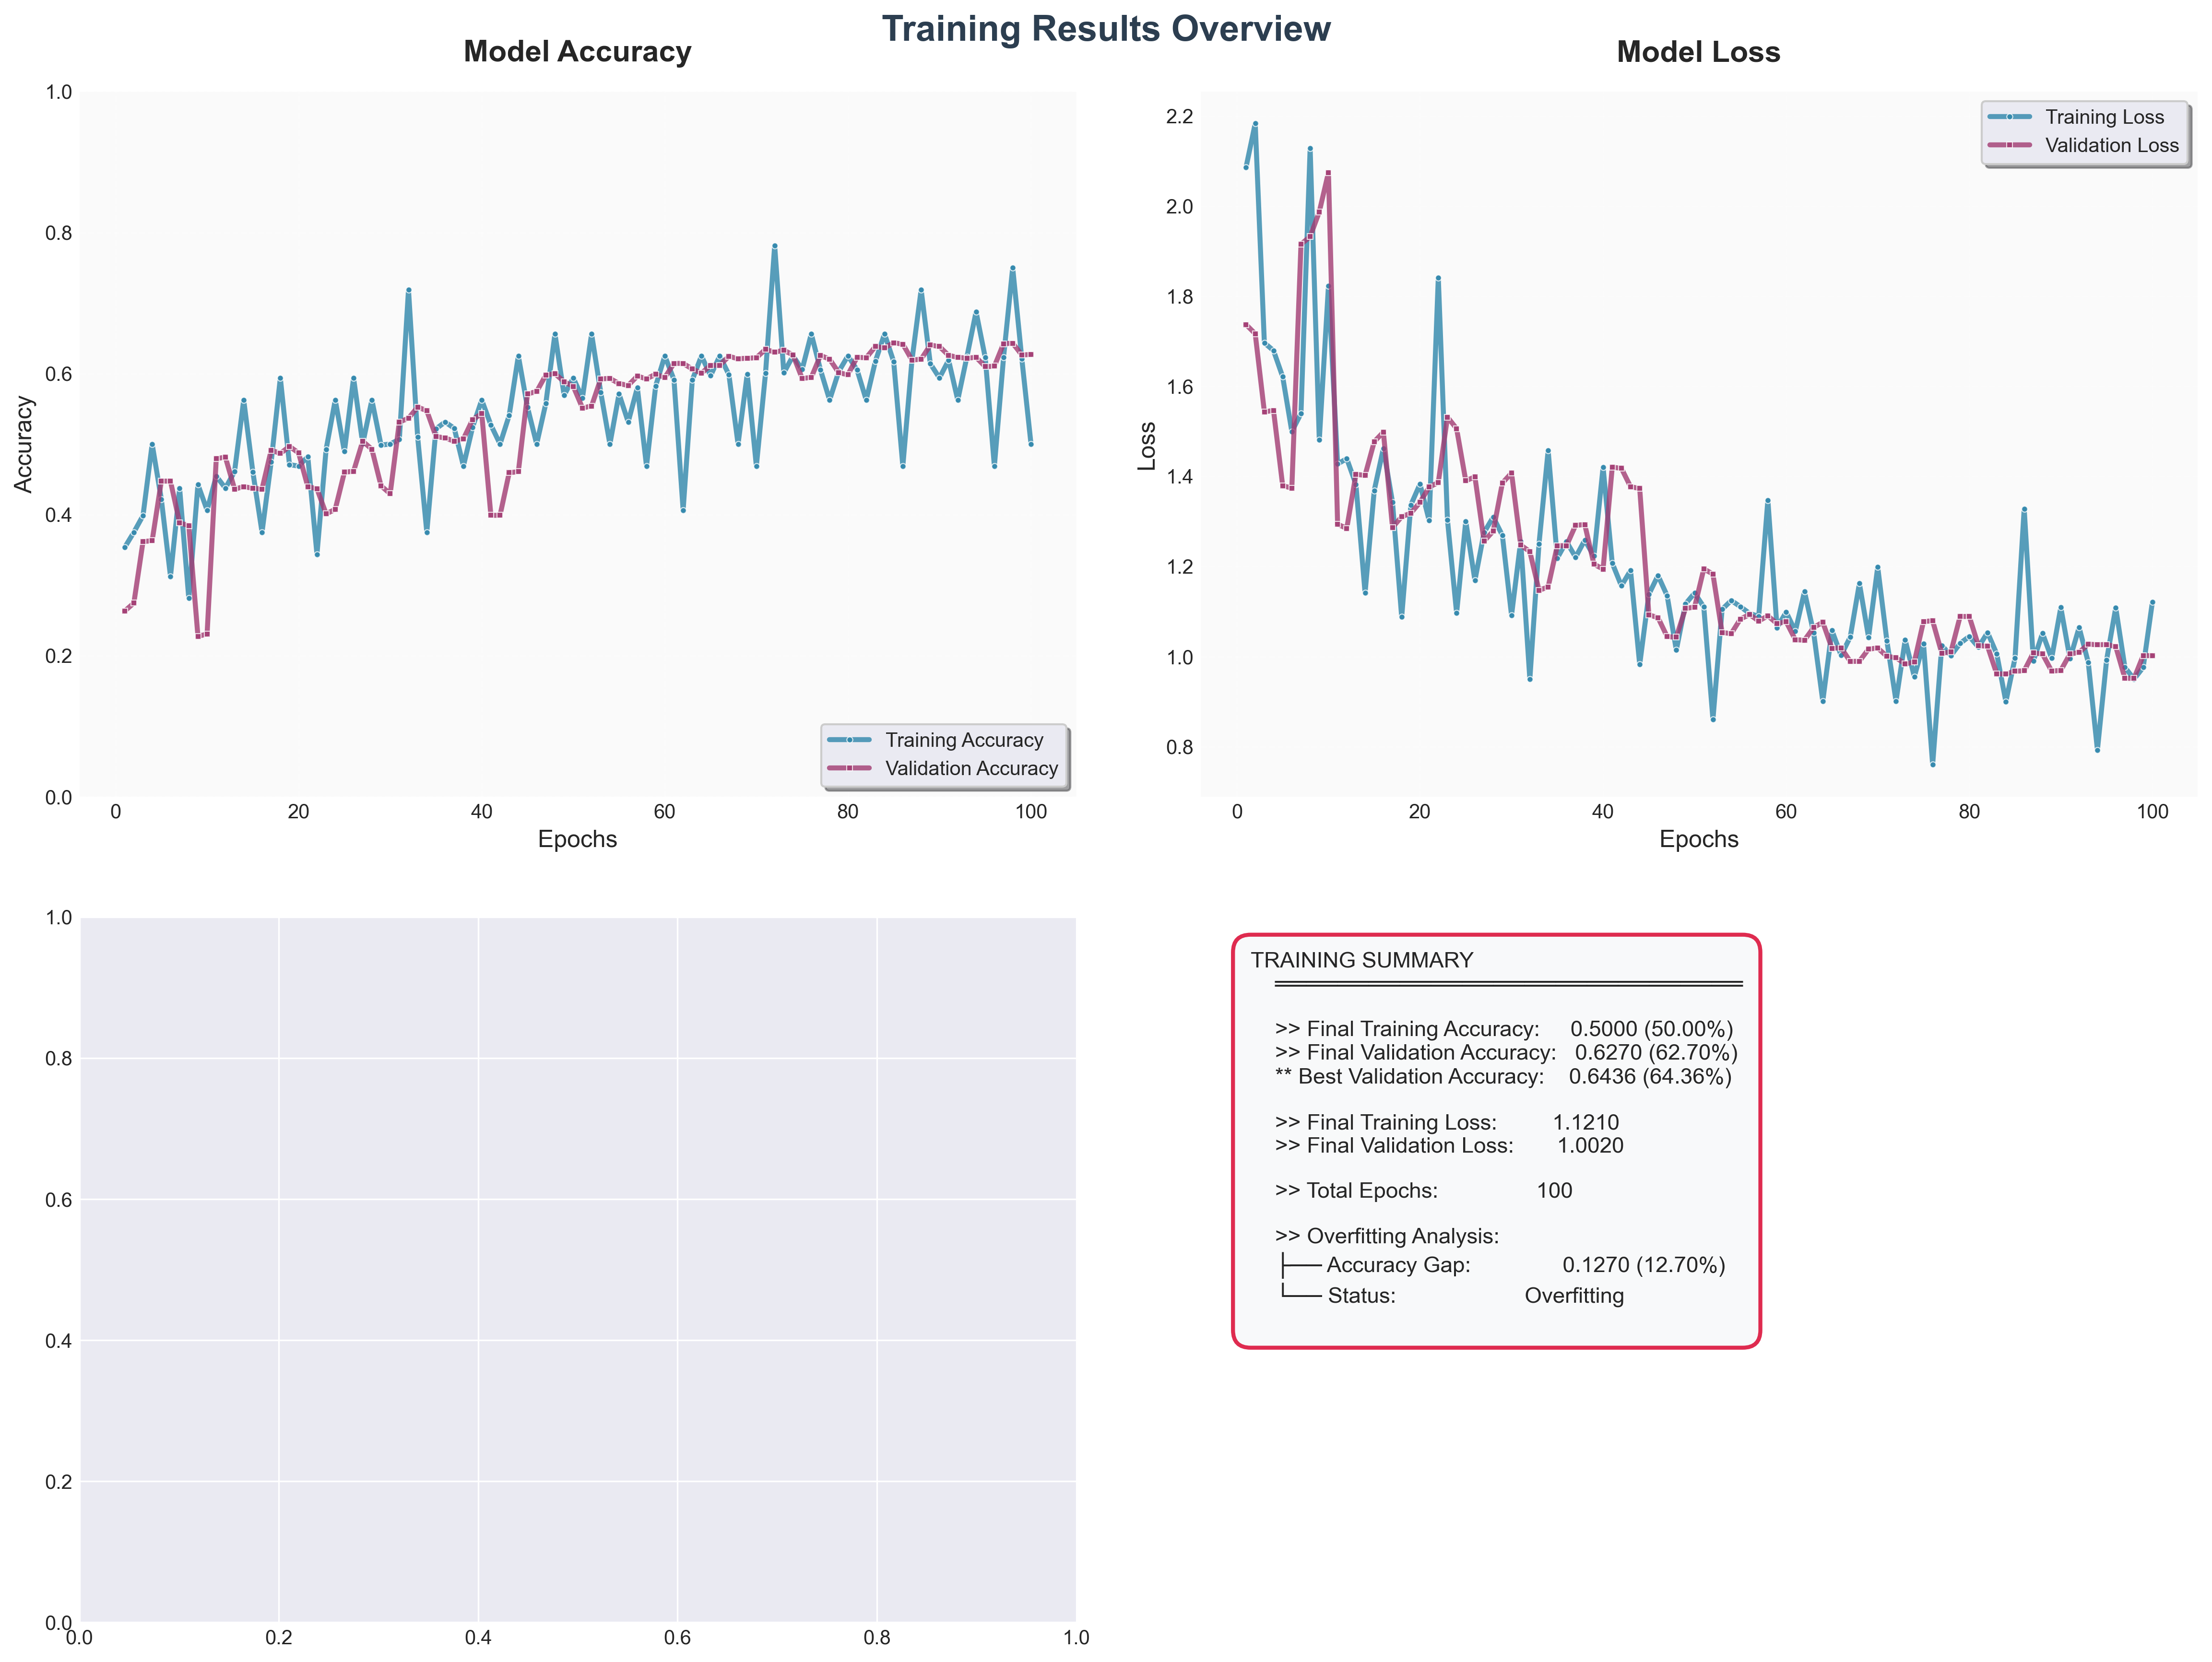 Training Results Overview
Model Accuracy
1.0
0.8
0.6
0.4
0.2
0.0
Accuracy
0 20 40 60 80 100
Epochs
Training Accuracy
Validation Accuracy
Model Loss
2.2
2.0
1.8
1.6
1.4
1.2
1.0
0.8
Loss
0 20 40 60 80 100
Epochs
Training Loss
Validation Loss
1.0
0.8
0.6
0.4
0.2
0.0
0.0 0.2 0.4 0.6 0.8 1.0
TRAINING SUMMARY
>> Final Training Accuracy: 0.5000 (50.00%)
>> Final Validation Accuracy: 0.6270 (62.70%)
** Best Validation Accuracy: 0.6436 (64.36%)
>> Final Training Loss: 1.1210
>> Final Validation Loss: 1.0020
>> Total Epochs: 100
>> Overfitting Analysis:
├── Accuracy Gap: 0.1270 (12.70%)
└── Status: Overfitting